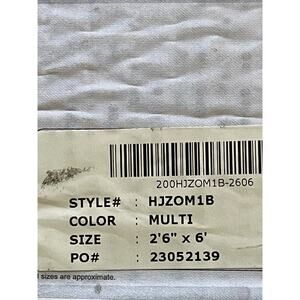 200HJZOM1B-2606
STYLE# : HJZOM1B
COLOR : MULTI
SIZE : 2'6" x 6'
PO# : 23052139
sizes are approximate.